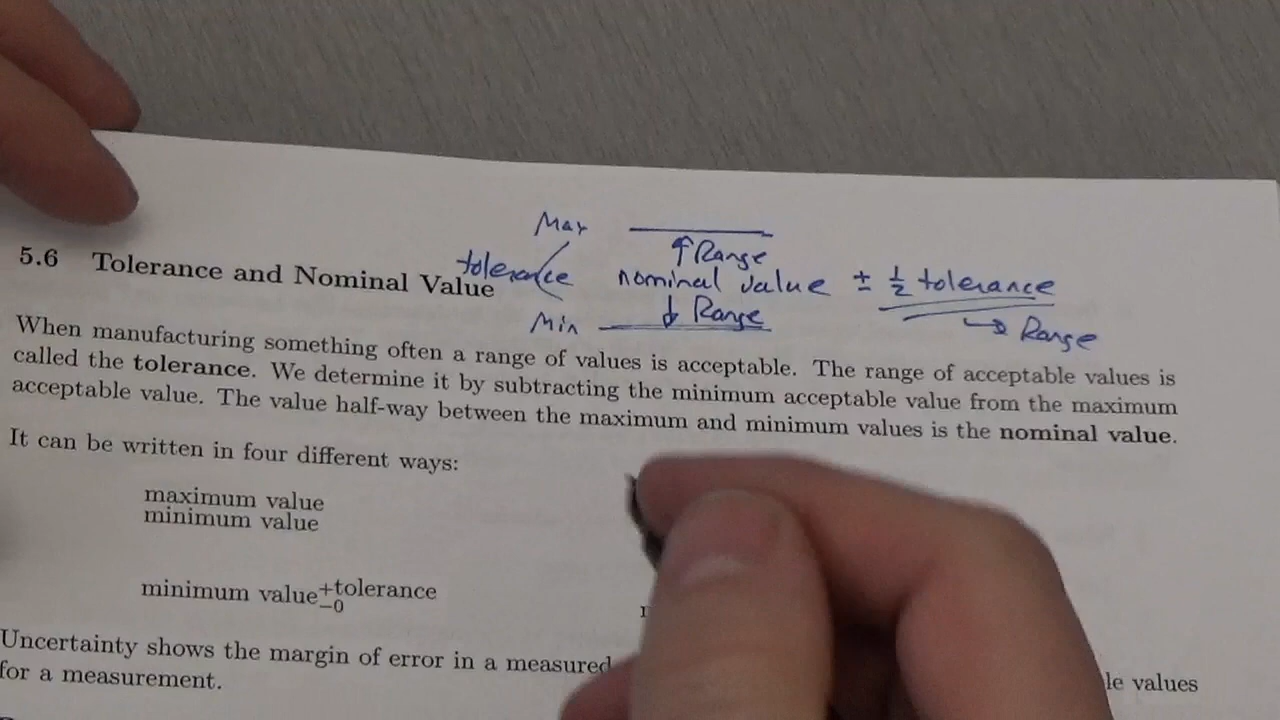 Max
↑ Range
5.6 Tolerance and Nominal Value
tolerance
nominal value ± ½ tolerance
Min
↓ Range
→ Range
When manufacturing something often a range of values is acceptable. The range of acceptable values is
called the tolerance. We determine it by subtracting the minimum acceptable value from the maximum
acceptable value. The value half-way between the maximum and minimum values is the nominal value.
It can be written in four different ways:
maximum value
minimum value
minimum value +tolerance
−0
Uncertainty shows the margin of error in a measured
le values
for a measurement.